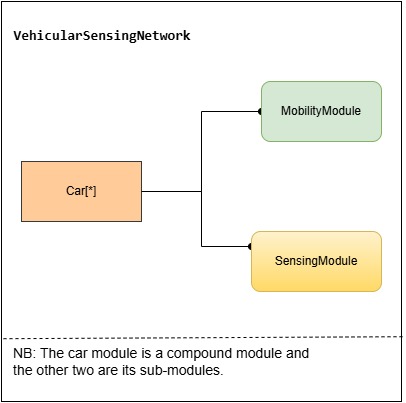 VehicularSensingNetwork
MobilityModule
Car[*]
SensingModule
NB: The car module is a compound module and
the other two are its sub-modules.